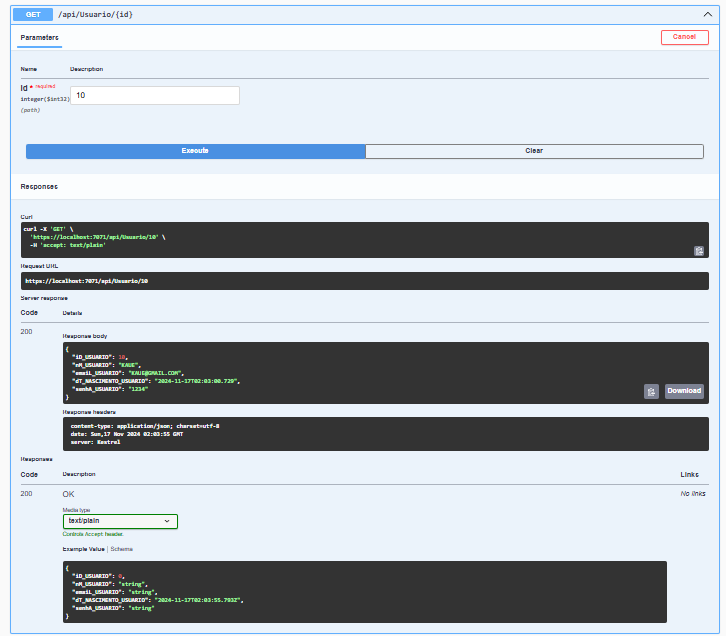 GET /api/Usuario/{id}
Parameters Cancel
Name Description
id * required
integer($int32) 10
(path)
Execute Clear
Responses
Curl
curl -X 'GET' \
'https://localhost:7071/api/Usuario/10' \
-H 'accept: text/plain'
Request URL
https://localhost:7071/api/Usuario/10
Server response
Code Details
200
Response body
{
"iD_USUARIO": 10,
"nM_USUARIO": "KAUE",
"emaiL_USUARIO": "KAUE@GMAIL.COM",
"dT_NASCIMENTO_USUARIO": "2024-11-17T02:03:00.729",
"senhA_USUARIO": "1234"
}
Download
Response headers
content-type: application/json; charset=utf-8
date: Sun,17 Nov 2024 02:03:55 GMT
server: Kestrel
Responses
Code Description Links
200 OK No links
Media type
text/plain
Controls Accept header.
Example Value | Schema
{
"iD_USUARIO": 0,
"nM_USUARIO": "string",
"emaiL_USUARIO": "string",
"dT_NASCIMENTO_USUARIO": "2024-11-17T02:03:55.793Z",
"senhA_USUARIO": "string"
}